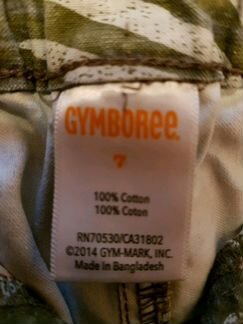 GYMBOREE
7
100% Cotton
100% Coton
RN70530/CA31802
©2014 GYM-MARK, INC.
Made in Bangladesh